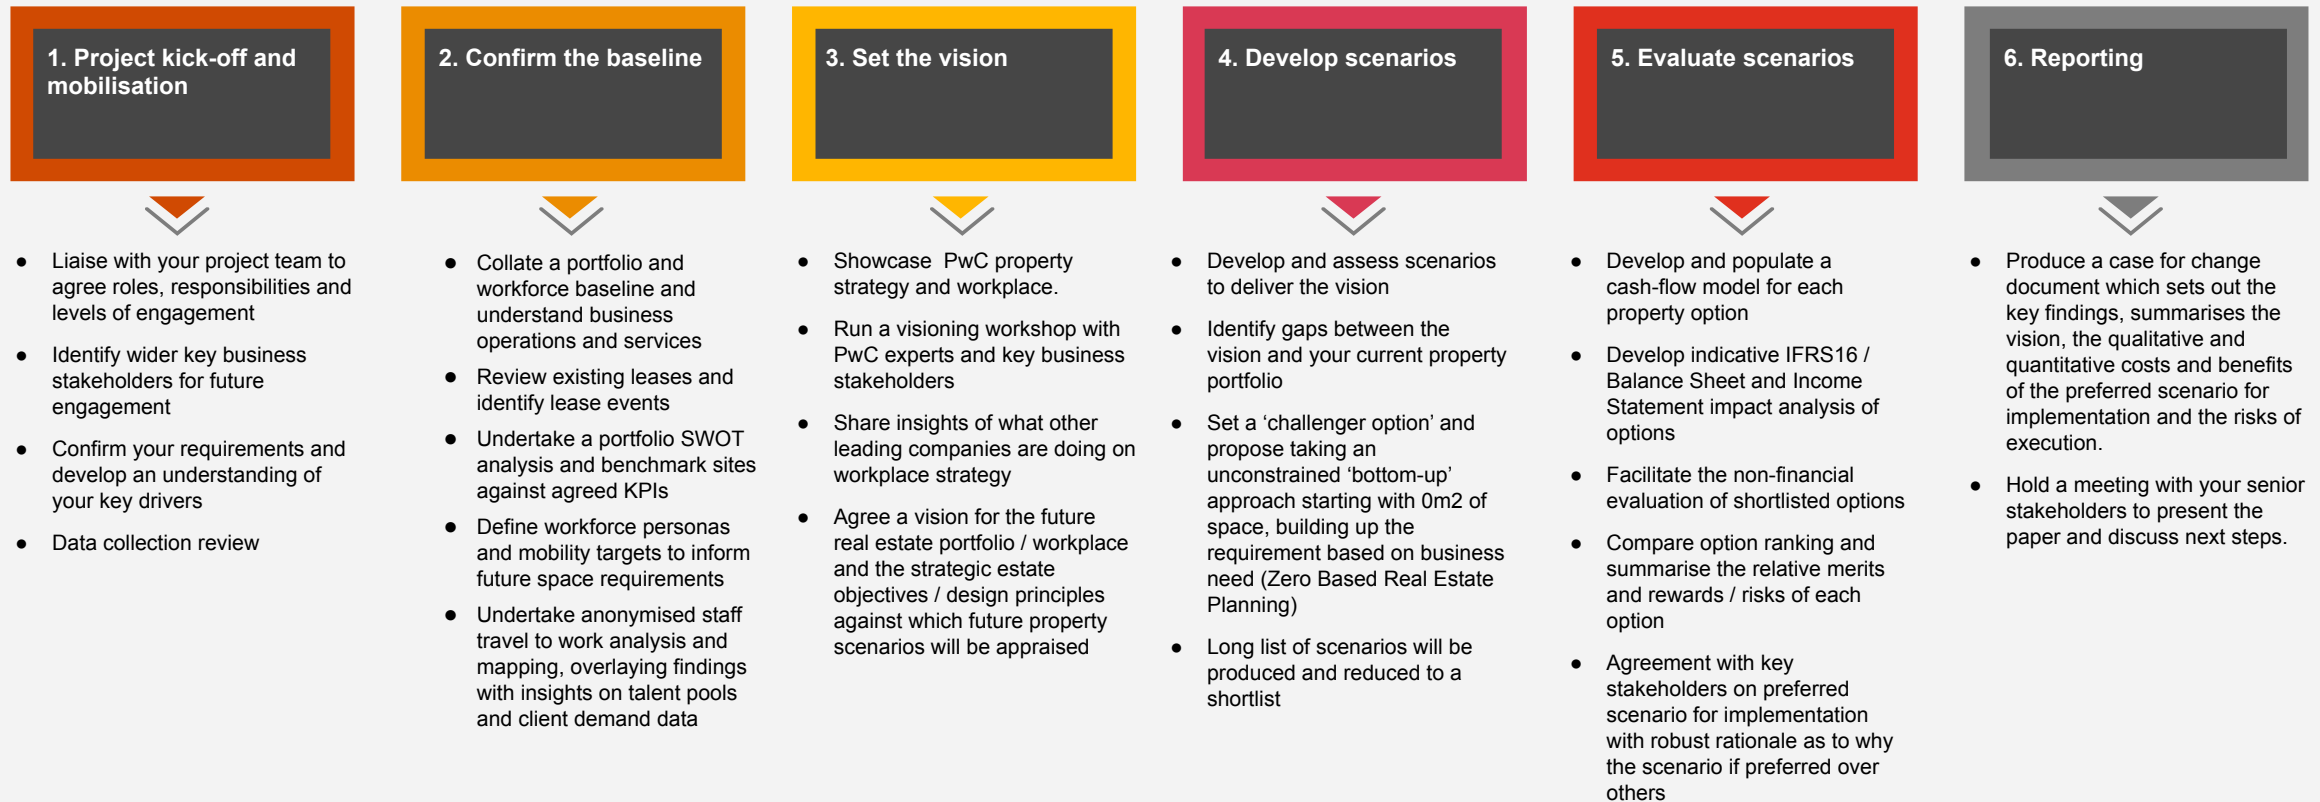 1. Project kick-off and
mobilisation
● Liaise with your project team to
agree roles, responsibilities and
levels of engagement
● Identify wider key business
stakeholders for future
engagement
● Confirm your requirements and
develop an understanding of
your key drivers
● Data collection review
2. Confirm the baseline
● Collate a portfolio and
workforce baseline and
understand business
operations and services
● Review existing leases and
identify lease events
● Undertake a portfolio SWOT
analysis and benchmark sites
against agreed KPIs
● Define workforce personas
and mobility targets to inform
future space requirements
● Undertake anonymised staff
travel to work analysis and
mapping, overlaying findings
with insights on talent pools
and client demand data
3. Set the vision
● Showcase  PwC property
strategy and workplace.
● Run a visioning workshop with
PwC experts and key business
stakeholders
● Share insights of what other
leading companies are doing on
workplace strategy
● Agree a vision for the future
real estate portfolio / workplace
and the strategic estate
objectives / design principles
against which future property
scenarios will be appraised
4. Develop scenarios
● Develop and assess scenarios
to deliver the vision
● Identify gaps between the
vision and your current property
portfolio
● Set a ‘challenger option’ and
propose taking an
unconstrained ‘bottom-up’
approach starting with 0m2 of
space, building up the
requirement based on business
need (Zero Based Real Estate
Planning)
● Long list of scenarios will be
produced and reduced to a
shortlist
5. Evaluate scenarios
● Develop and populate a
cash-flow model for each
property option
● Develop indicative IFRS16 /
Balance Sheet and Income
Statement impact analysis of
options
● Facilitate the non-financial
evaluation of shortlisted options
● Compare option ranking and
summarise the relative merits
and rewards / risks of each
option
● Agreement with key
stakeholders on preferred
scenario for implementation
with robust rationale as to why
the scenario if preferred over
others
6. Reporting
● Produce a case for change
document which sets out the
key findings, summarises the
vision, the qualitative and
quantitative costs and benefits
of the preferred scenario for
implementation and the risks of
execution.
● Hold a meeting with your senior
stakeholders to present the
paper and discuss next steps.